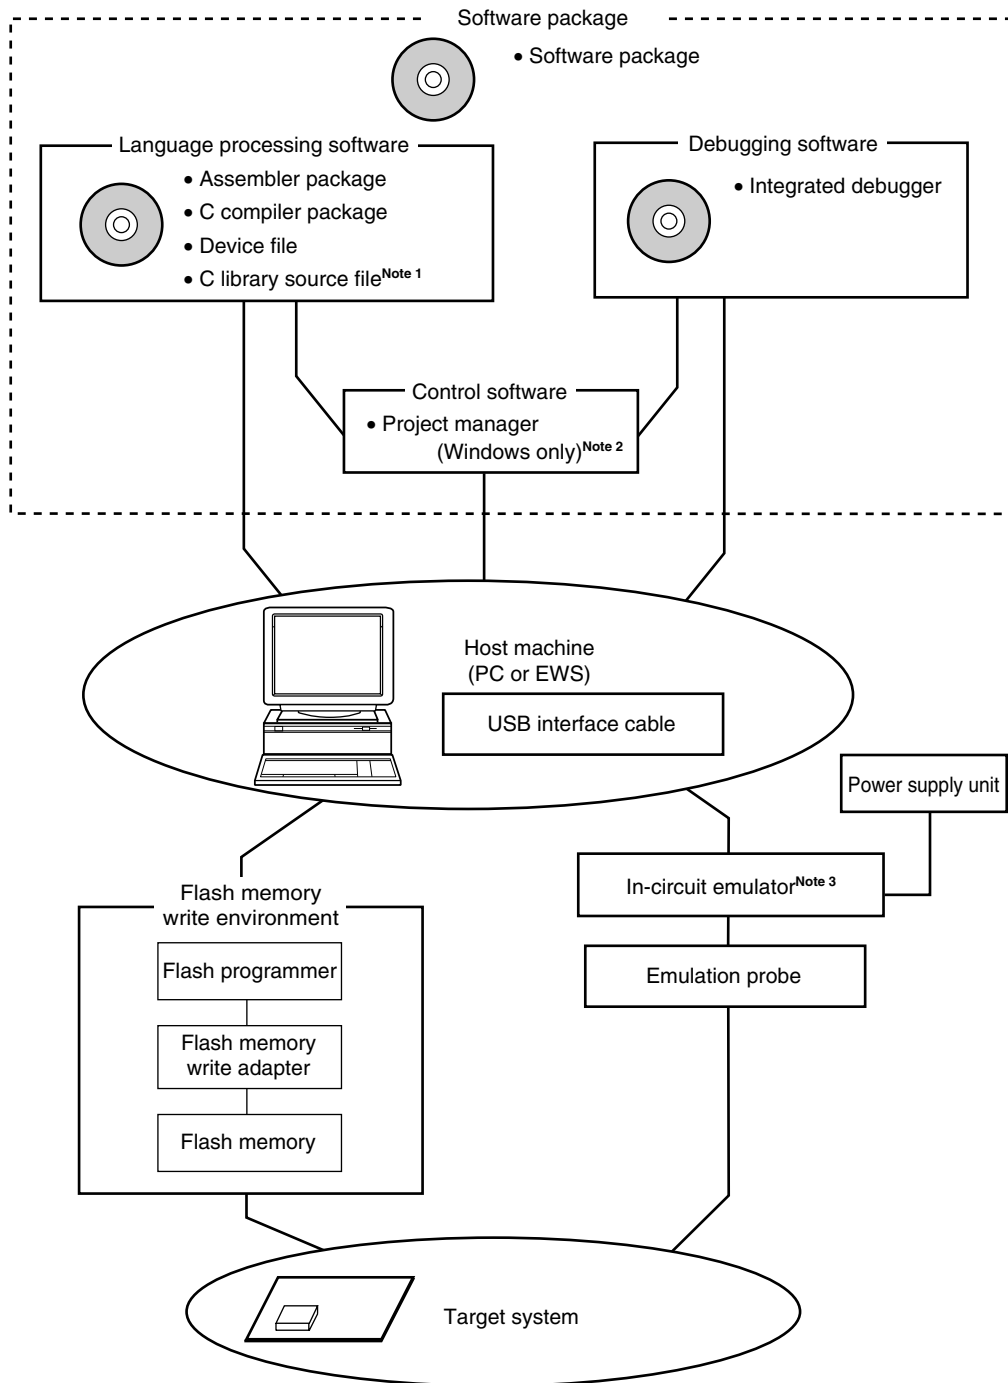 Software package
• Software package
Language processing software
• Assembler package
• C compiler package
• Device file
• C library source fileNote 1
Debugging software
• Integrated debugger
Control software
• Project manager
(Windows only)Note 2
Host machine
(PC or EWS)
USB interface cable
Power supply unit
In-circuit emulatorNote 3
Emulation probe
Flash memory
write environment
Flash programmer
Flash memory
write adapter
Flash memory
Target system